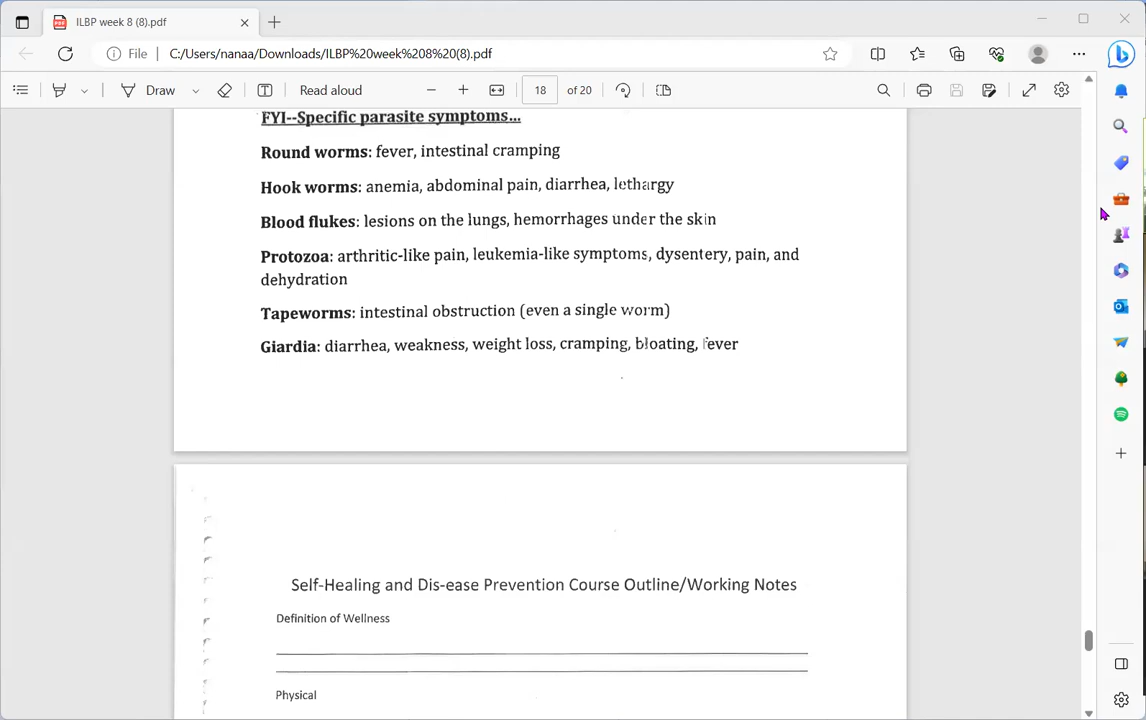 ILBP week 8 (8).pdf
File C:/Users/nanaa/Downloads/ILBP%20week%208%20(8).pdf
Draw Read aloud 18 of 20
FYI--Specific parasite symptoms...
Round worms: fever, intestinal cramping
Hook worms: anemia, abdominal pain, diarrhea, lethargy
Blood flukes: lesions on the lungs, hemorrhages under the skin
Protozoa: arthritic-like pain, leukemia-like symptoms, dysentery, pain, and
dehydration
Tapeworms: intestinal obstruction (even a single worm)
Giardia: diarrhea, weakness, weight loss, cramping, bloating, fever
Self-Healing and Dis-ease Prevention Course Outline/Working Notes
Definition of Wellness
Physical